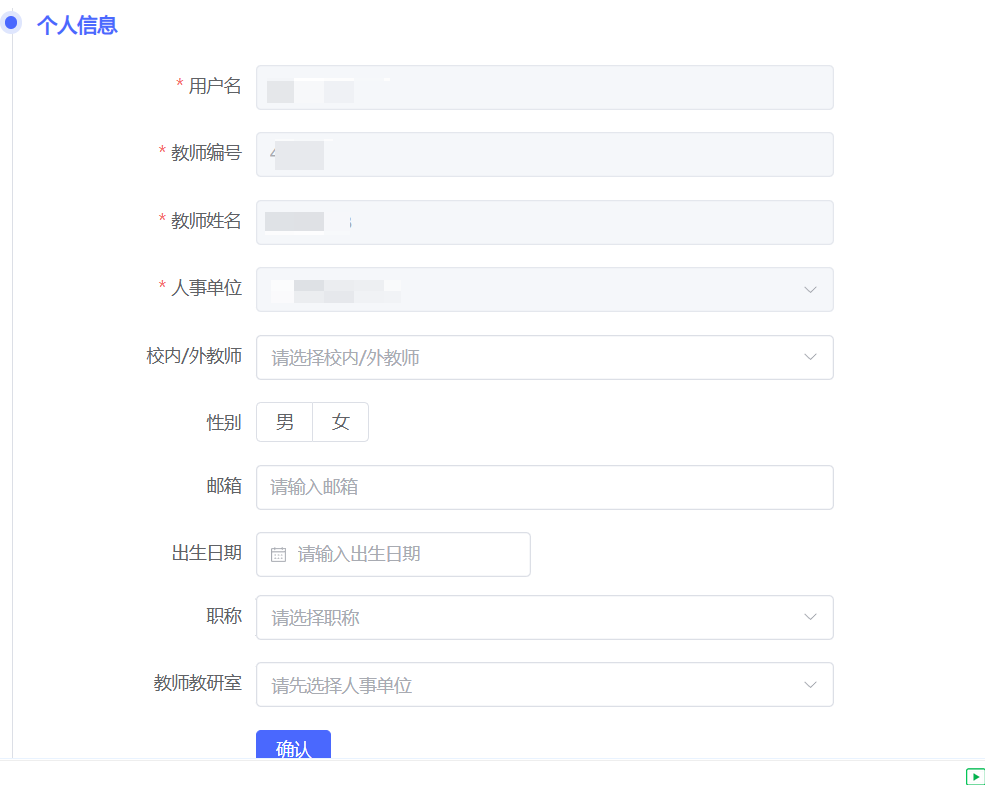 个人信息
* 用户名
* 教师编号
* 教师姓名
* 人事单位
校内/外教师 请选择校内/外教师
性别 男 女
邮箱 请输入邮箱
出生日期 请输入出生日期
职称 请选择职称
教师教研室 请先选择人事单位
确认